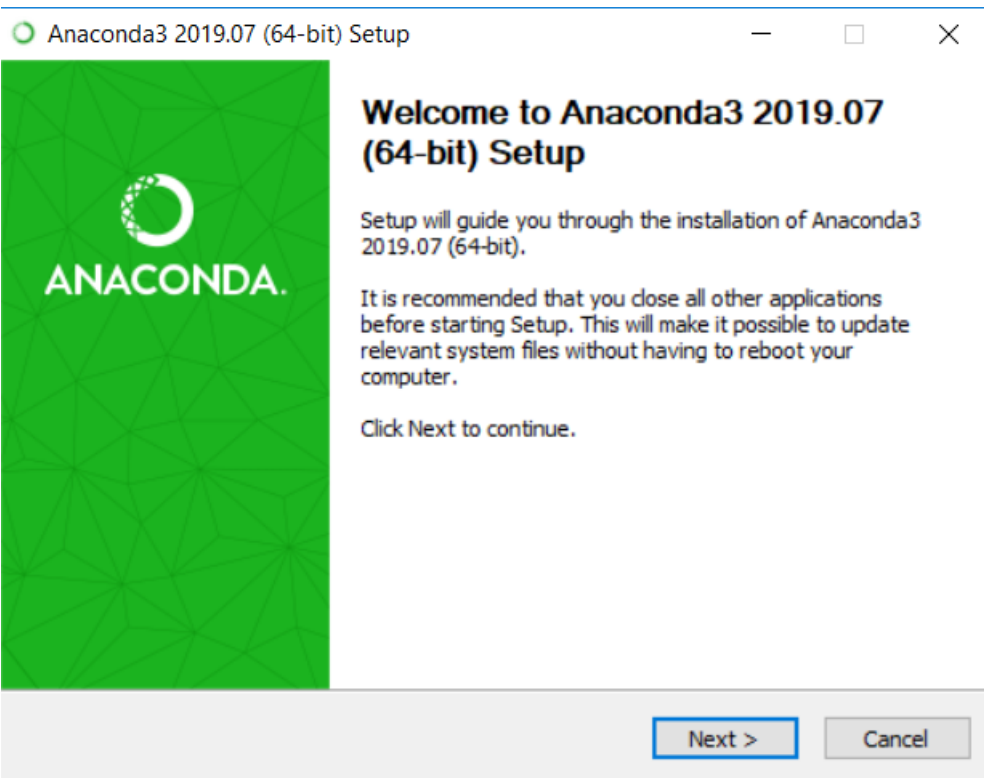 Anaconda3 2019.07 (64-bit) Setup
ANACONDA.
Welcome to Anaconda3 2019.07
(64-bit) Setup
Setup will guide you through the installation of Anaconda3
2019.07 (64-bit).
It is recommended that you close all other applications
before starting Setup. This will make it possible to update
relevant system files without having to reboot your
computer.
Click Next to continue.
Next >
Cancel